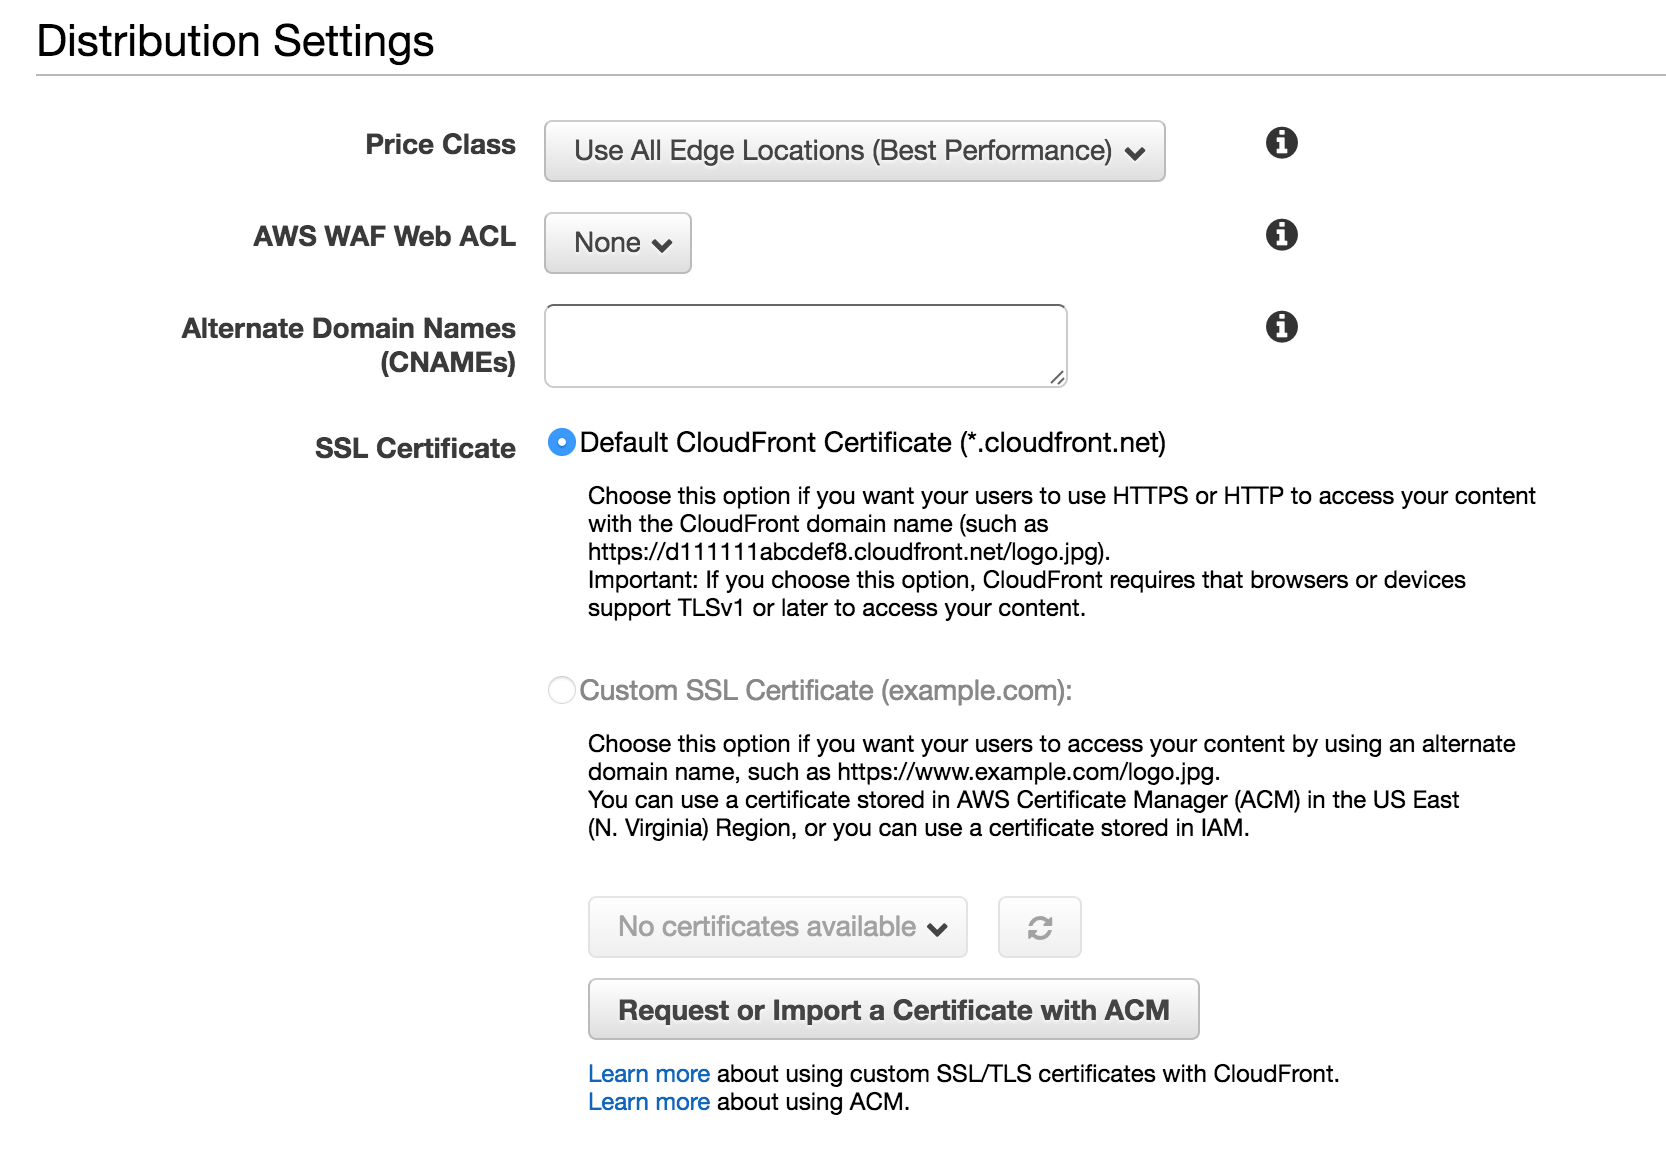 Distribution Settings
Price Class
Use All Edge Locations (Best Performance)
AWS WAF Web ACL
None
Alternate Domain Names
(CNAMEs)
SSL Certificate
Default CloudFront Certificate (*.cloudfront.net)
Choose this option if you want your users to use HTTPS or HTTP to access your content
with the CloudFront domain name (such as
https://d111111abcdef8.cloudfront.net/logo.jpg).
Important: If you choose this option, CloudFront requires that browsers or devices
support TLSv1 or later to access your content.
Custom SSL Certificate (example.com):
Choose this option if you want your users to access your content by using an alternate
domain name, such as https://www.example.com/logo.jpg.
You can use a certificate stored in AWS Certificate Manager (ACM) in the US East
(N. Virginia) Region, or you can use a certificate stored in IAM.
No certificates available
Request or Import a Certificate with ACM
Learn more about using custom SSL/TLS certificates with CloudFront.
Learn more about using ACM.